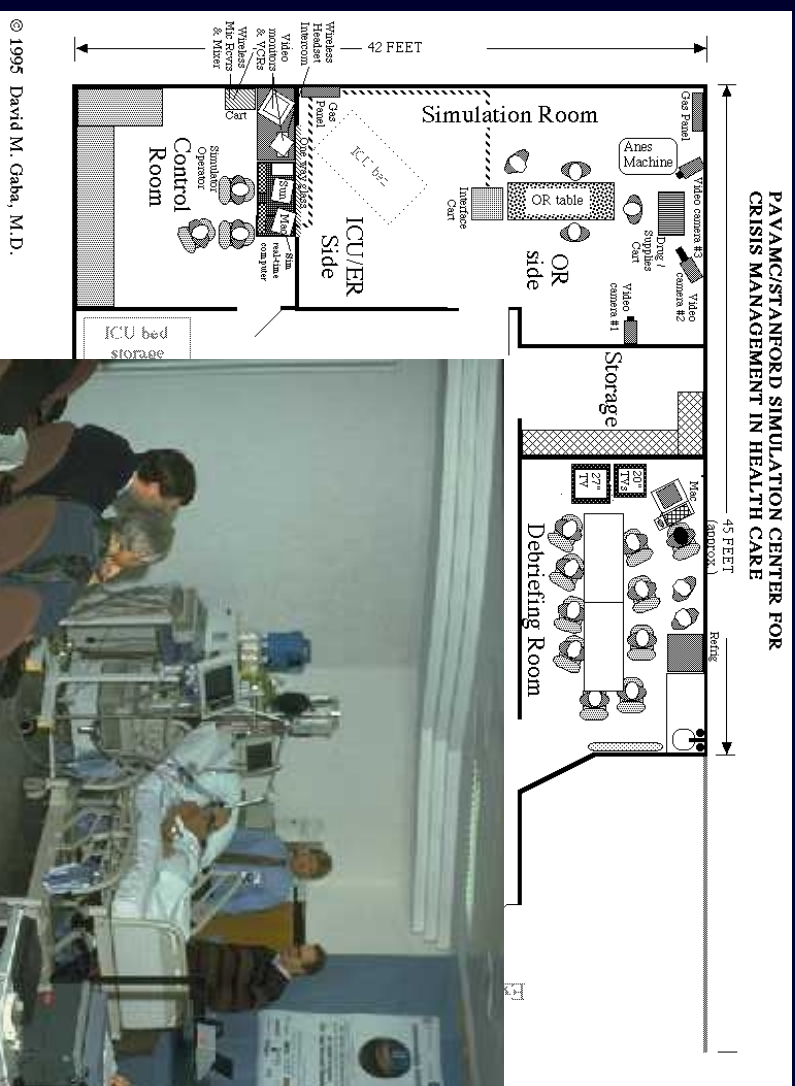 PAVAMC/STANFORD SIMULATION CENTER FOR
CRISIS MANAGEMENT IN HEALTH CARE
45 FEET
(approx.)
42 FEET
Gas Panel
Video camera #3
Video
camera #2
Anes
Machine
Drug /
Supplies
Cart
Video
camera #1
Simulation Room
OR table
OR
side
Interface
Cart
Storage
Mac
20"
TVs
27"
TV
Refrig
Debriefing Room
Wireless
Headset
Intercom
Video
monitors
& VCRs
Wireless
Mic Rcvrs
& Mixer
Gas
Panel
Cart
ICU bed
One way glass
ICU/ER
Side
Sun
Mac
Sim
real-time
computer
Simulator
Operator
Control
Room
ICU bed
storage
© 1995 David M. Gaba, M.D.